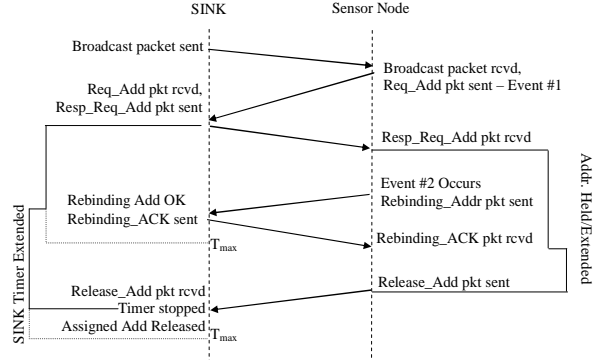 SINK
Sensor Node
Broadcast packet sent
Broadcast packet rcvd,
Req_Add pkt sent – Event #1
Req_Add pkt rcvd,
Resp_Req_Add pkt sent
Resp_Req_Add pkt rcvd
Event #2 Occurs
Rebinding_Addr pkt sent
Rebinding Add OK
Rebinding_ACK sent
Rebinding_ACK pkt rcvd
Tmax
Release_Add pkt sent
Release_Add pkt rcvd
Timer stopped
Assigned Add Released
Tmax
SINK Timer Extended
Addr. Held/Extended